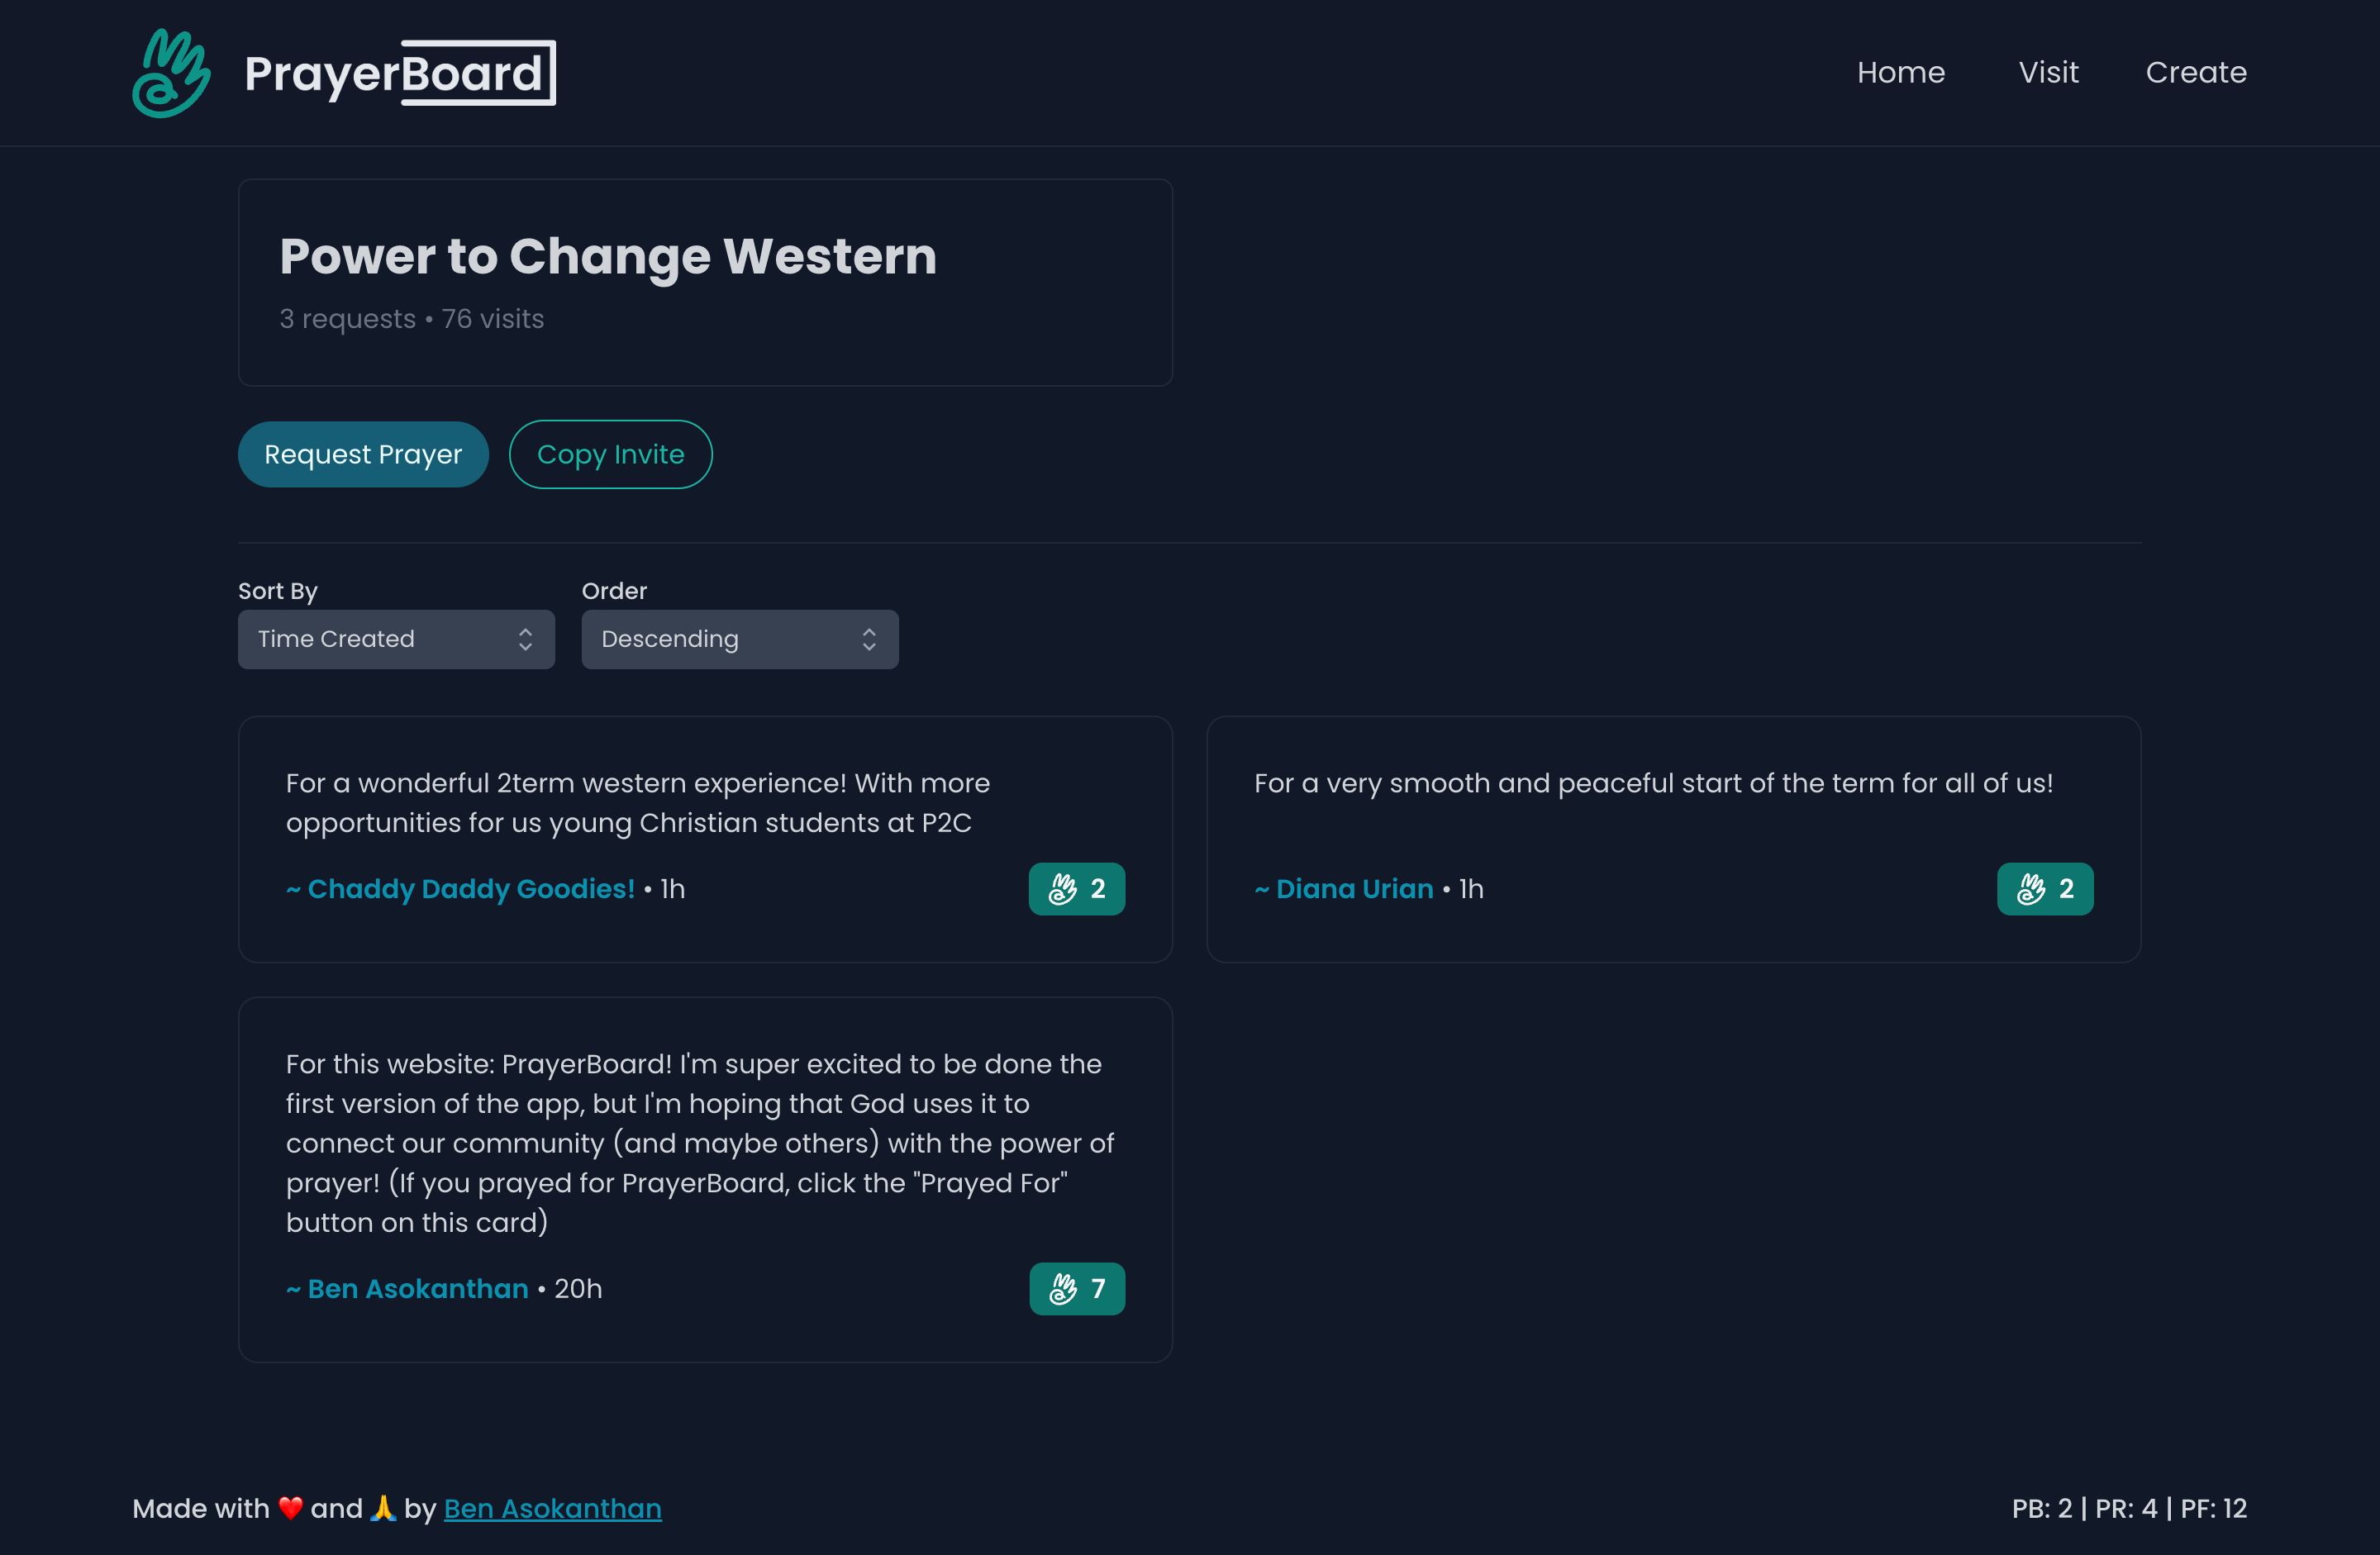 PrayerBoard
Home Visit Create
Power to Change Western
3 requests • 76 visits
Request Prayer Copy Invite
Sort By Order
Time Created Descending
For a wonderful 2term western experience! With more
opportunities for us young Christian students at P2C
~ Chaddy Daddy Goodies! • 1h 2
For a very smooth and peaceful start of the term for all of us!
~ Diana Urian • 1h 2
For this website: PrayerBoard! I'm super excited to be done the
first version of the app, but I'm hoping that God uses it to
connect our community (and maybe others) with the power of
prayer! (If you prayed for PrayerBoard, click the "Prayed For"
button on this card)
~ Ben Asokanthan • 20h 7
Made with ❤️ and 🙏 by Ben Asokanthan
PB: 2 | PR: 4 | PF: 12